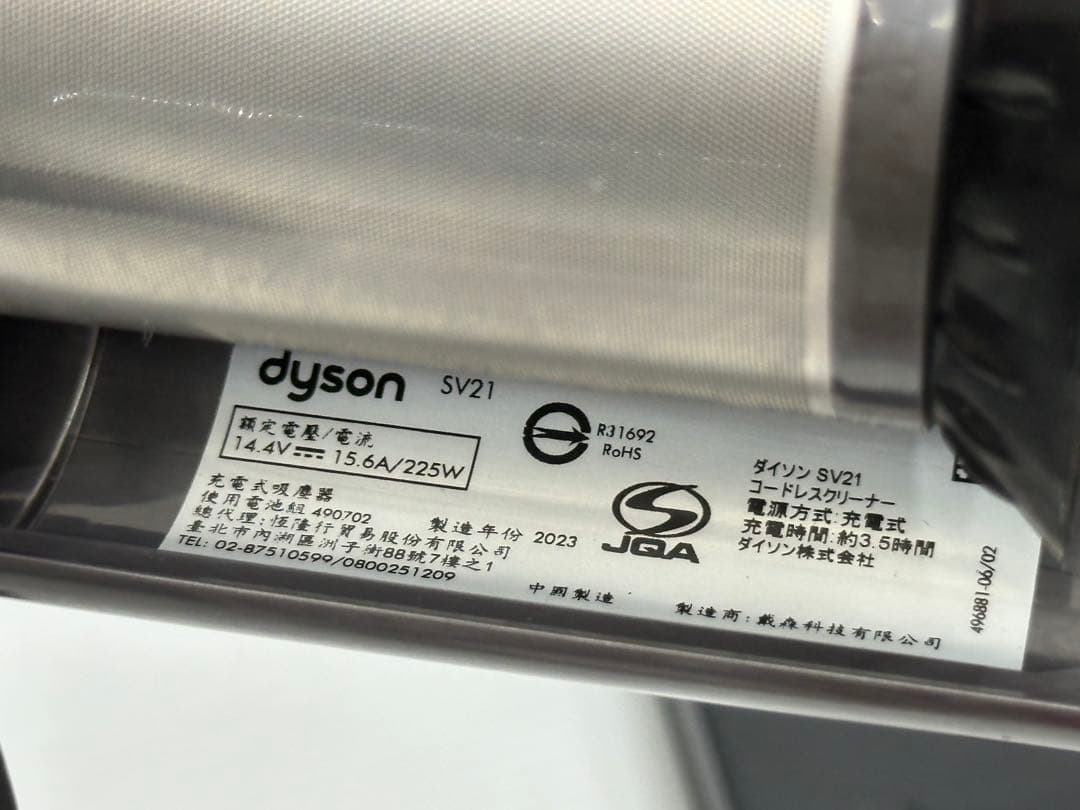 dyson SV21
額定電壓/電流
14.4V 15.6A/225W
R31692
RoHS
充電式吸塵器
使用電池組 490702
製造年份 2023
總代理:恆隆行貿易股份有限公司
臺北市內湖區洲子街88號7樓之1
TEL: 02-87510599/0800251209
JQA
ダイソン SV21
コードレスクリーナー
電源方式:充電式
充電時間:約3.5時間
ダイソン株式会社
中國製造
製造商:戴森科技有限公司
496881-06/02